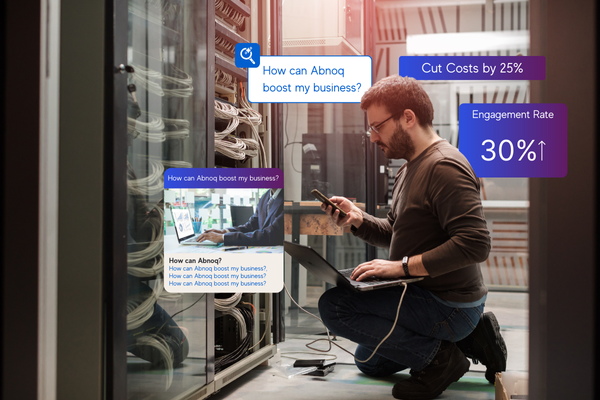 How can Abnoq
boost my business?
Cut Costs by 25%
Engagement Rate
30%↑
How can Abnoq boost my business?
How can Abnoq?
How can Abnoq boost my business?,
How can Abnoq boost my business?
How can Abnoq boost my business?